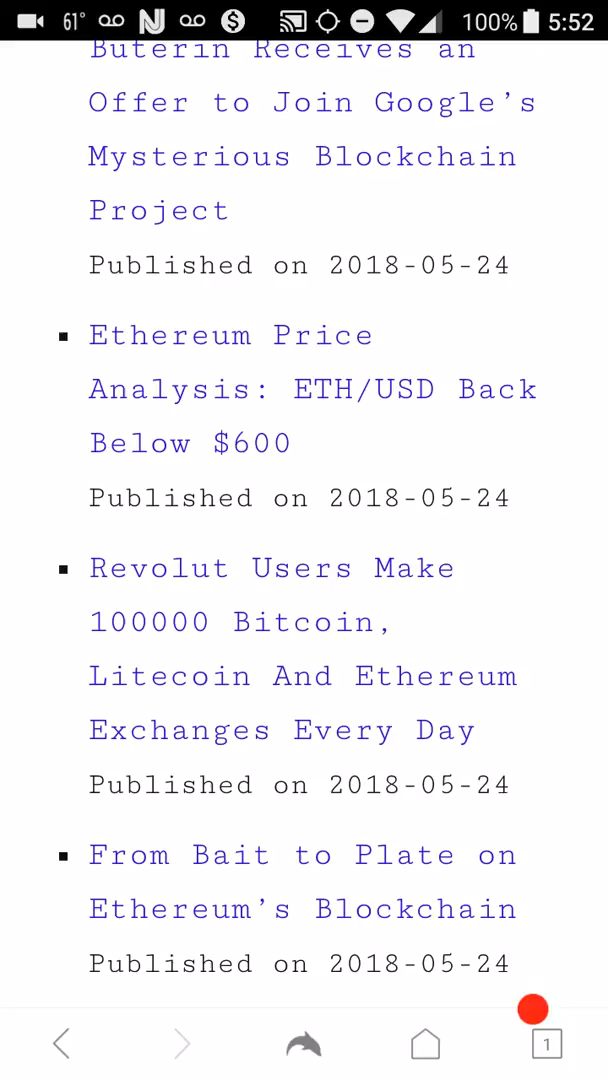 61° 100% 5:52
Buterin Receives an
Offer to Join Google’s
Mysterious Blockchain
Project
Published on 2018-05-24
Ethereum Price
Analysis: ETH/USD Back
Below $600
Published on 2018-05-24
Revolut Users Make
100000 Bitcoin,
Litecoin And Ethereum
Exchanges Every Day
Published on 2018-05-24
From Bait to Plate on
Ethereum’s Blockchain
Published on 2018-05-24
1